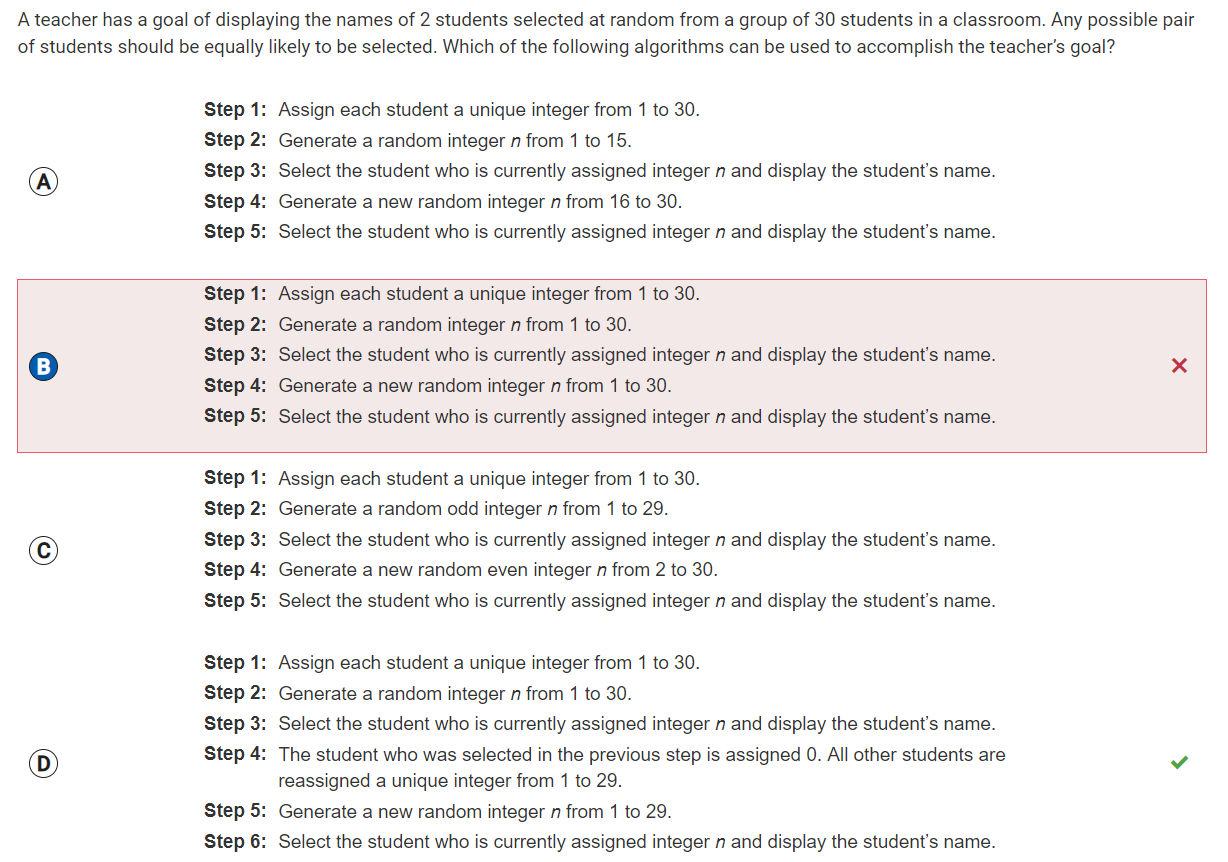 A teacher has a goal of displaying the names of 2 students selected at random from a group of 30 students in a classroom. Any possible pair
of students should be equally likely to be selected. Which of the following algorithms can be used to accomplish the teacher's goal?
A
Step 1: Assign each student a unique integer from 1 to 30.
Step 2: Generate a random integer n from 1 to 15.
Step 3: Select the student who is currently assigned integer n and display the student's name.
Step 4: Generate a new random integer n from 16 to 30.
Step 5: Select the student who is currently assigned integer n and display the student's name.
B
Step 1: Assign each student a unique integer from 1 to 30.
Step 2: Generate a random integer n from 1 to 30.
Step 3: Select the student who is currently assigned integer n and display the student's name.
Step 4: Generate a new random integer n from 1 to 30.
Step 5: Select the student who is currently assigned integer n and display the student's name.
C
Step 1: Assign each student a unique integer from 1 to 30.
Step 2: Generate a random odd integer n from 1 to 29.
Step 3: Select the student who is currently assigned integer n and display the student's name.
Step 4: Generate a new random even integer n from 2 to 30.
Step 5: Select the student who is currently assigned integer n and display the student's name.
D
Step 1: Assign each student a unique integer from 1 to 30.
Step 2: Generate a random integer n from 1 to 30.
Step 3: Select the student who is currently assigned integer n and display the student's name.
Step 4: The student who was selected in the previous step is assigned 0. All other students are
reassigned a unique integer from 1 to 29.
Step 5: Generate a new random integer n from 1 to 29.
Step 6: Select the student who is currently assigned integer n and display the student's name.